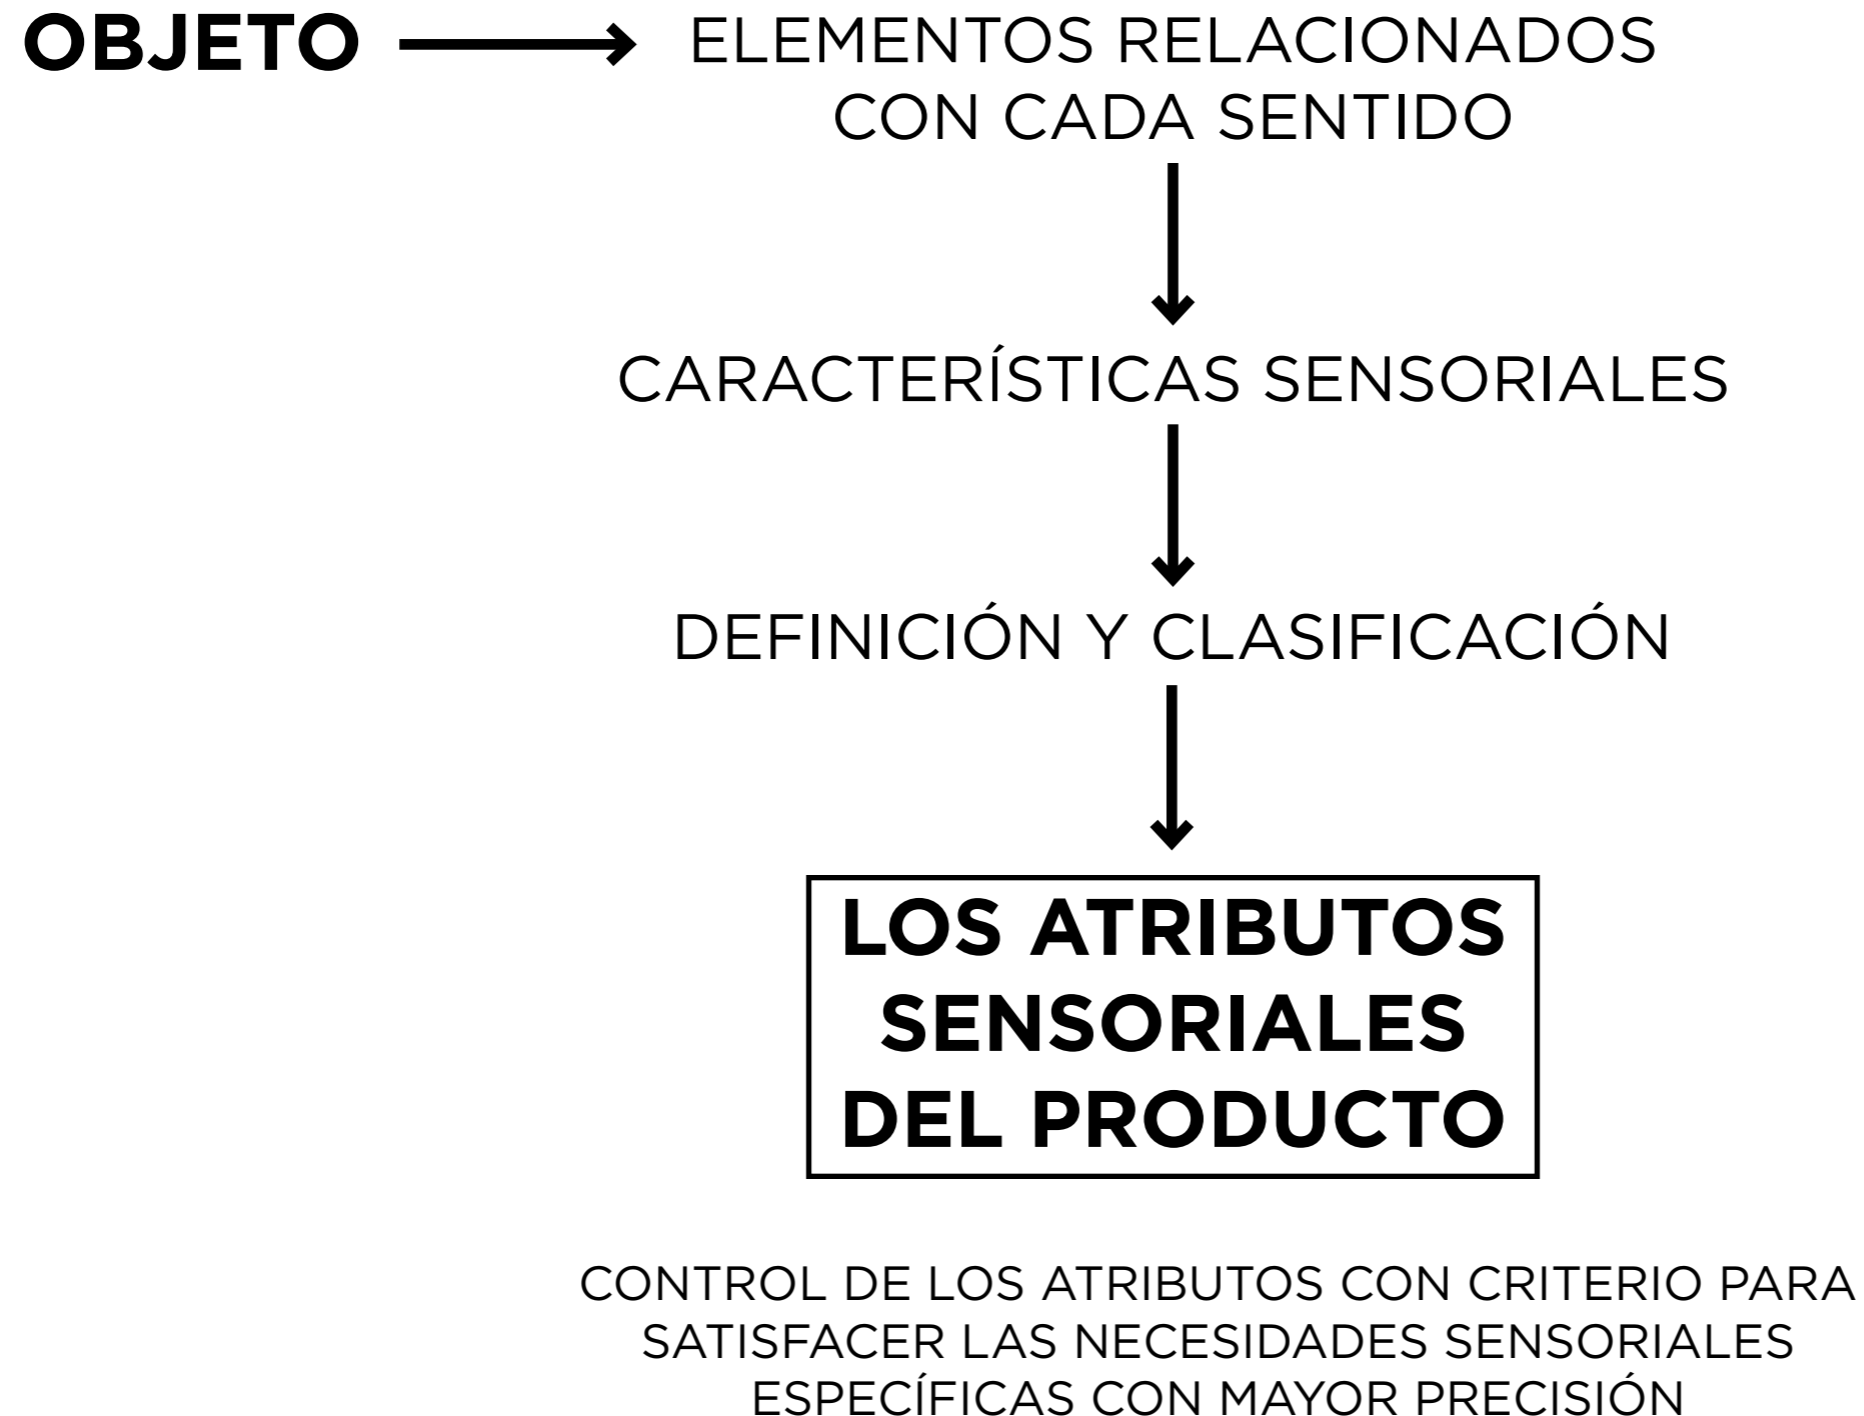 OBJETO
ELEMENTOS RELACIONADOS
CON CADA SENTIDO
CARACTERÍSTICAS SENSORIALES
DEFINICIÓN Y CLASIFICACIÓN
LOS ATRIBUTOS
SENSORIALES
DEL PRODUCTO
CONTROL DE LOS ATRIBUTOS CON CRITERIO PARA
SATISFACER LAS NECESIDADES SENSORIALES
ESPECÍFICAS CON MAYOR PRECISIÓN